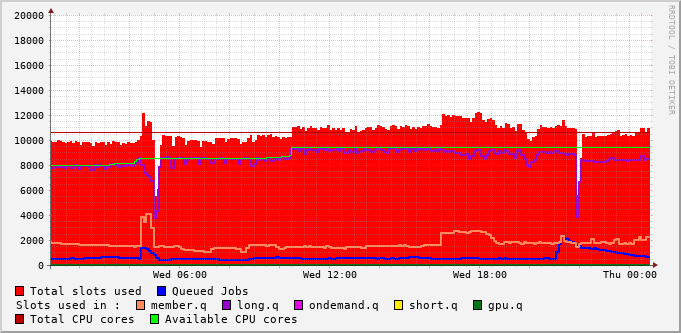 20000
18000
16000
14000
12000
10000
8000
6000
4000
2000
0
Wed 06:00 Wed 12:00 Wed 18:00 Thu 00:00
RRDTOOL / TOBI OETIKER
Total slots used Queued Jobs
Slots used in : member.q long.q ondemand.q short.q gpu.q
Total CPU cores Available CPU cores